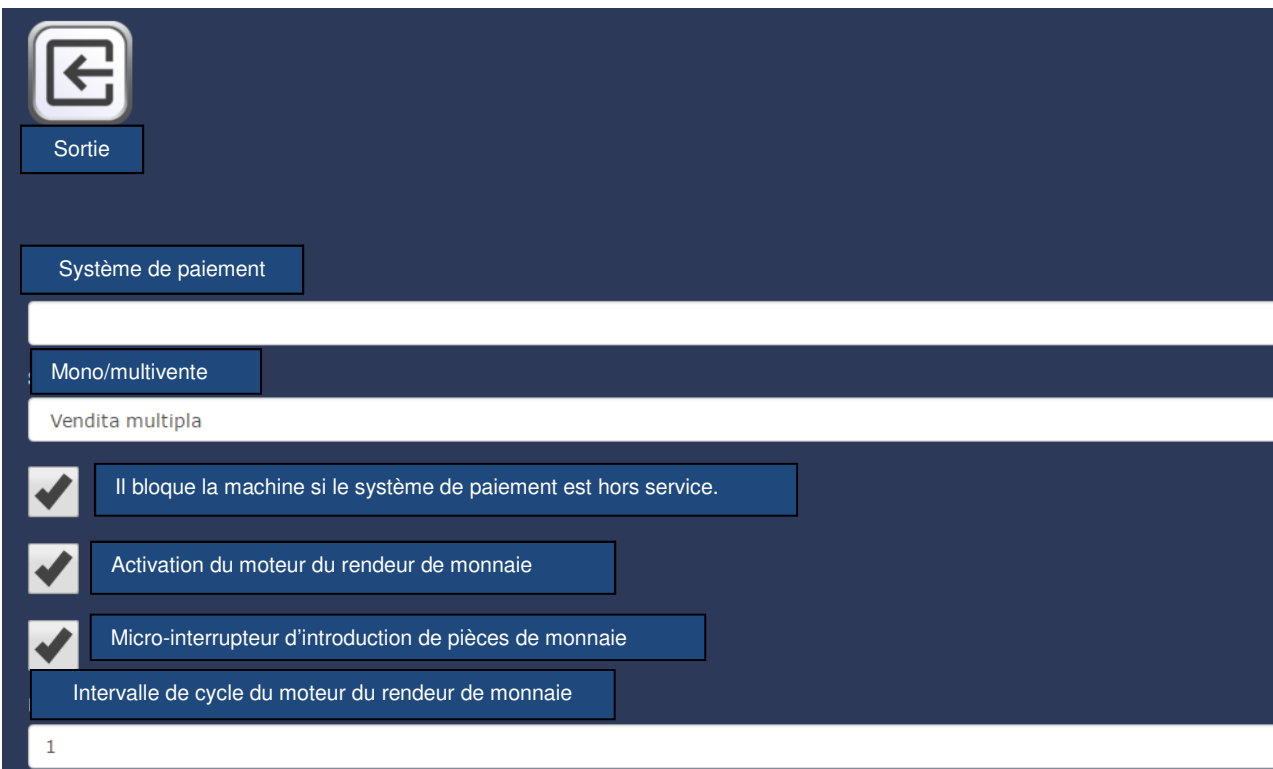 Sortie
Système de paiement
Mono/multivente
Vendita multipla
Il bloque la machine si le système de paiement est hors service.
Activation du moteur du rendeur de monnaie
Micro-interrupteur d’introduction de pièces de monnaie
Intervalle de cycle du moteur du rendeur de monnaie
1